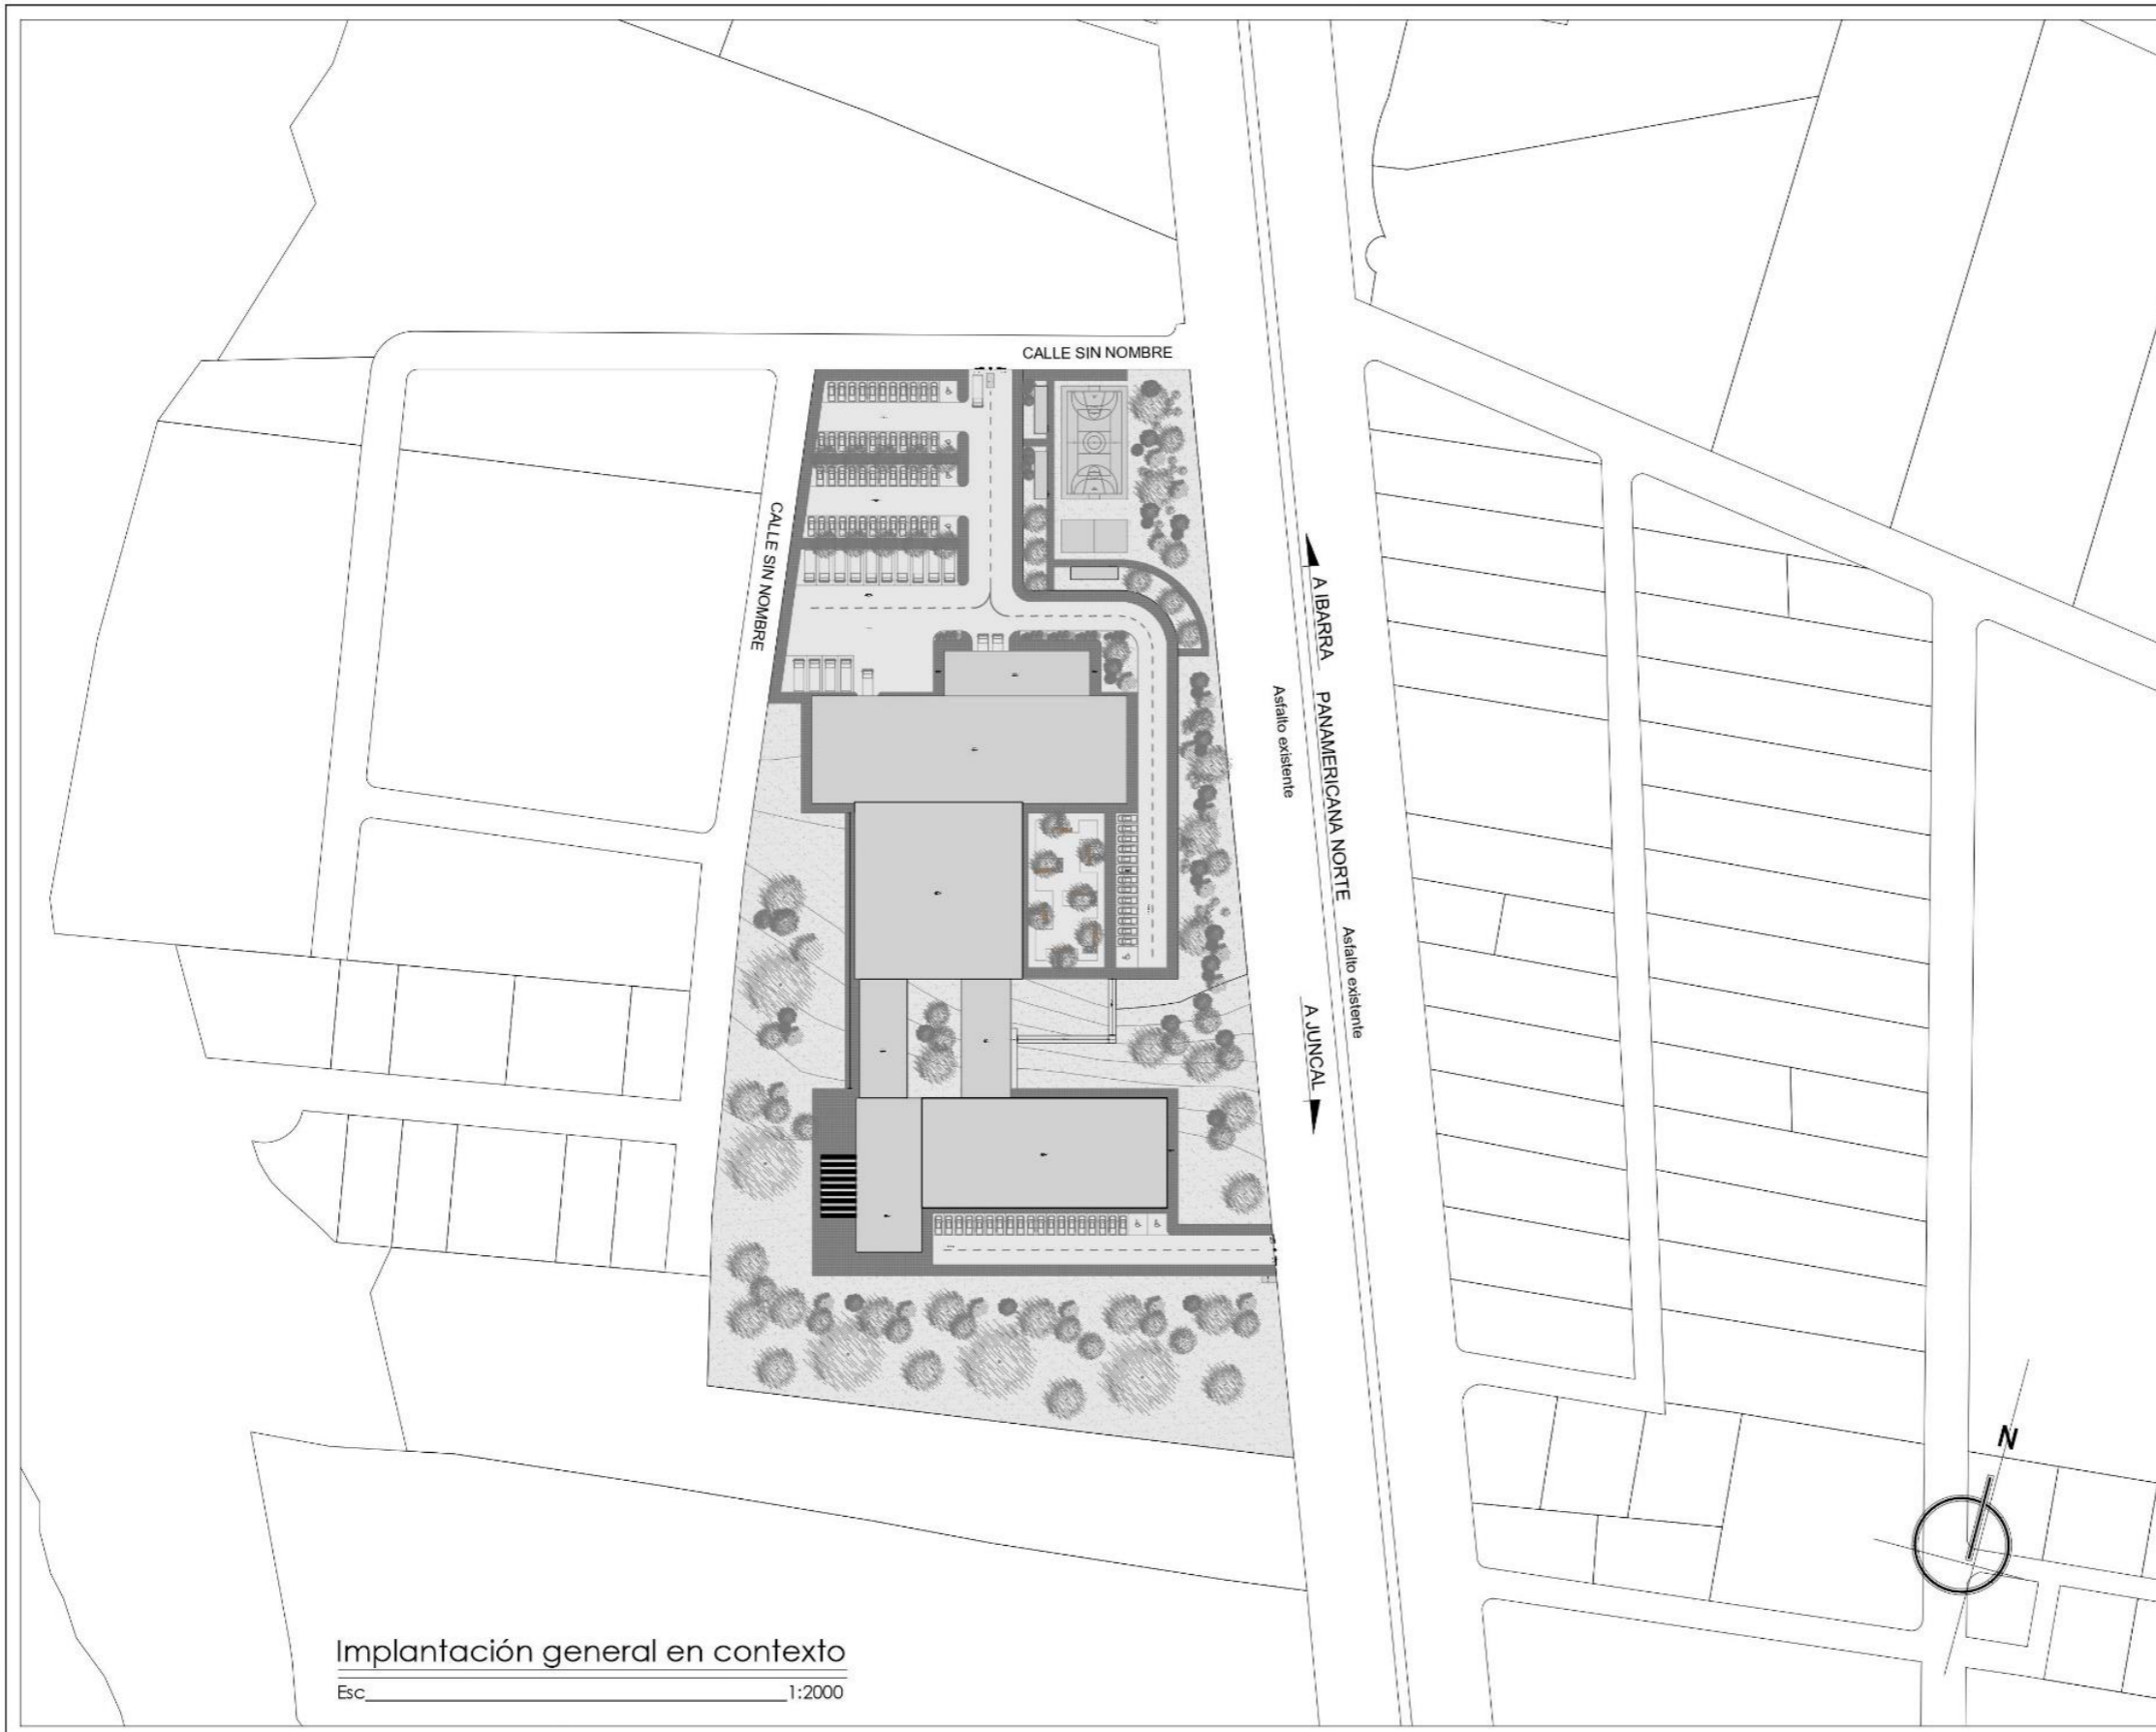 CALLE SIN NOMBRE
CALLE SIN NOMBRE
A IBARRA
PANAMERICANA NORTE
Asfalto existente
Asfalto existente
A JUNCAL
N
Implantación general en contexto
Esc 1:2000